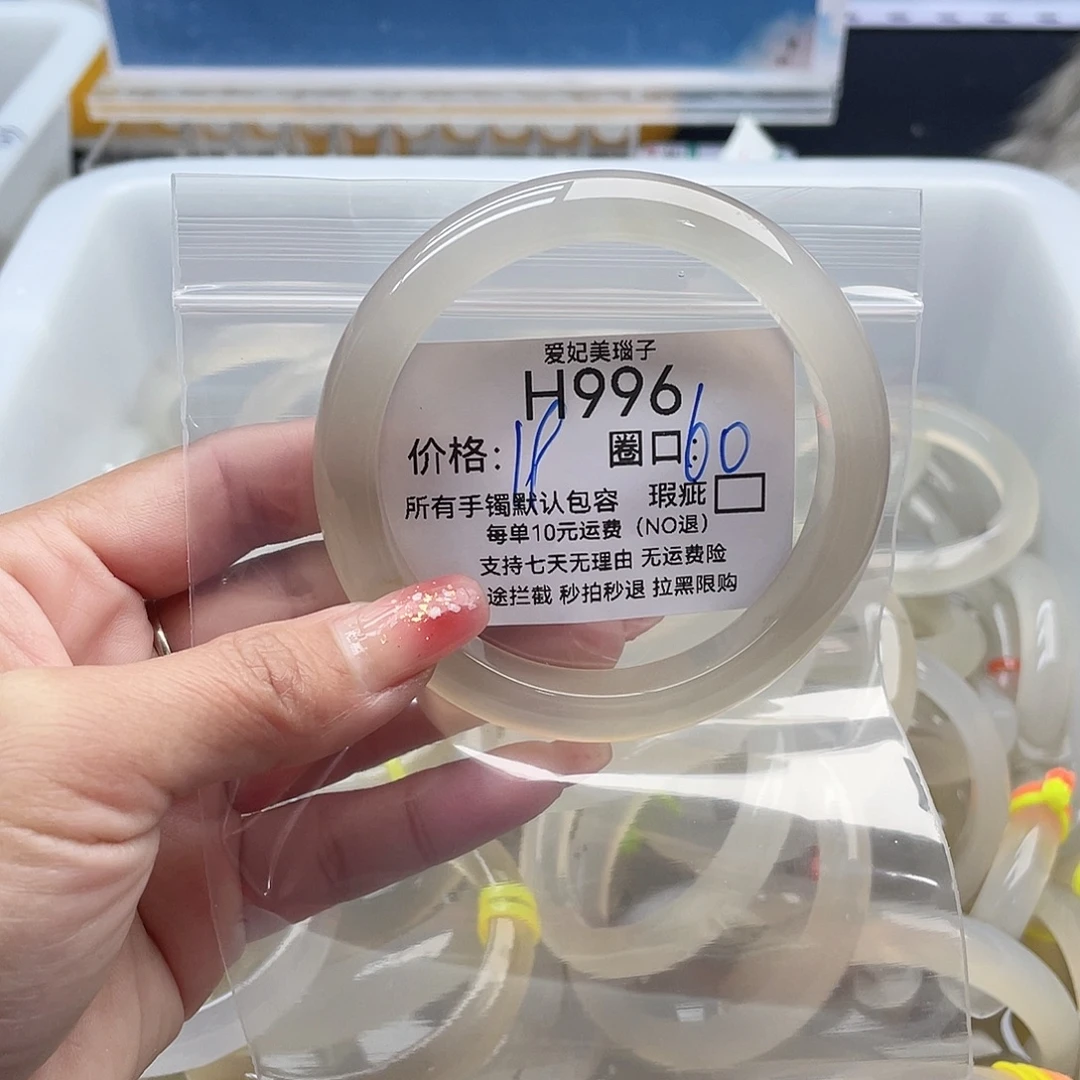 爱妃美瑙子
H996
价格: 圈口:60
所有手镯默认包容 瑕疵
每单10元运费（NO退）
支持七天无理由 无运费险
途拦截 秒拍秒退 拉黑限购